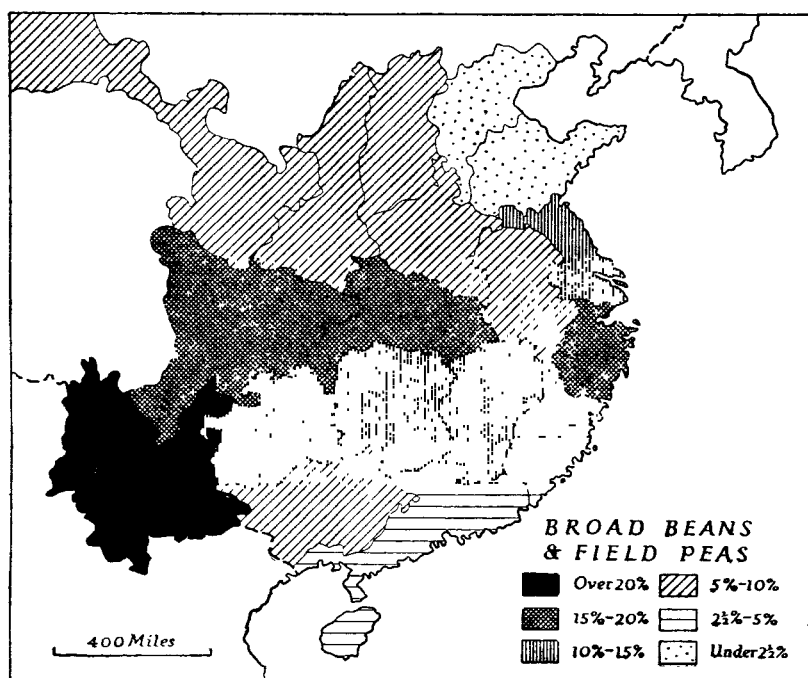 BROAD BEANS
& FIELD PEAS
Over 20% 5%-10%
15%-20% 2½%-5%
10%-15% Under 2½%
400 Miles